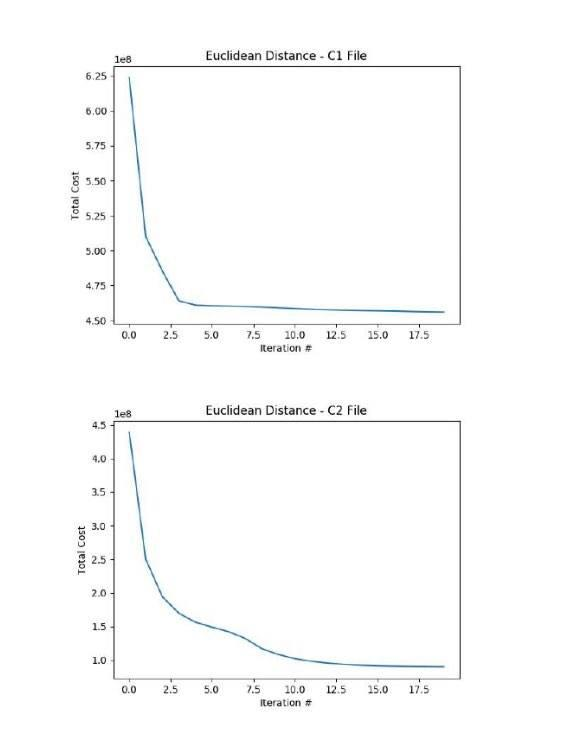 Euclidean Distance - C1 File
1e8
6.25
6.00
5.75
5.50
5.25
5.00
4.75
4.50
Total Cost
0.0 2.5 5.0 7.5 10.0 12.5 15.0 17.5
Iteration #
Euclidean Distance - C2 File
1e8
4.5
4.0
3.5
3.0
2.5
2.0
1.5
1.0
Total Cost
0.0 2.5 5.0 7.5 10.0 12.5 15.0 17.5
Iteration #